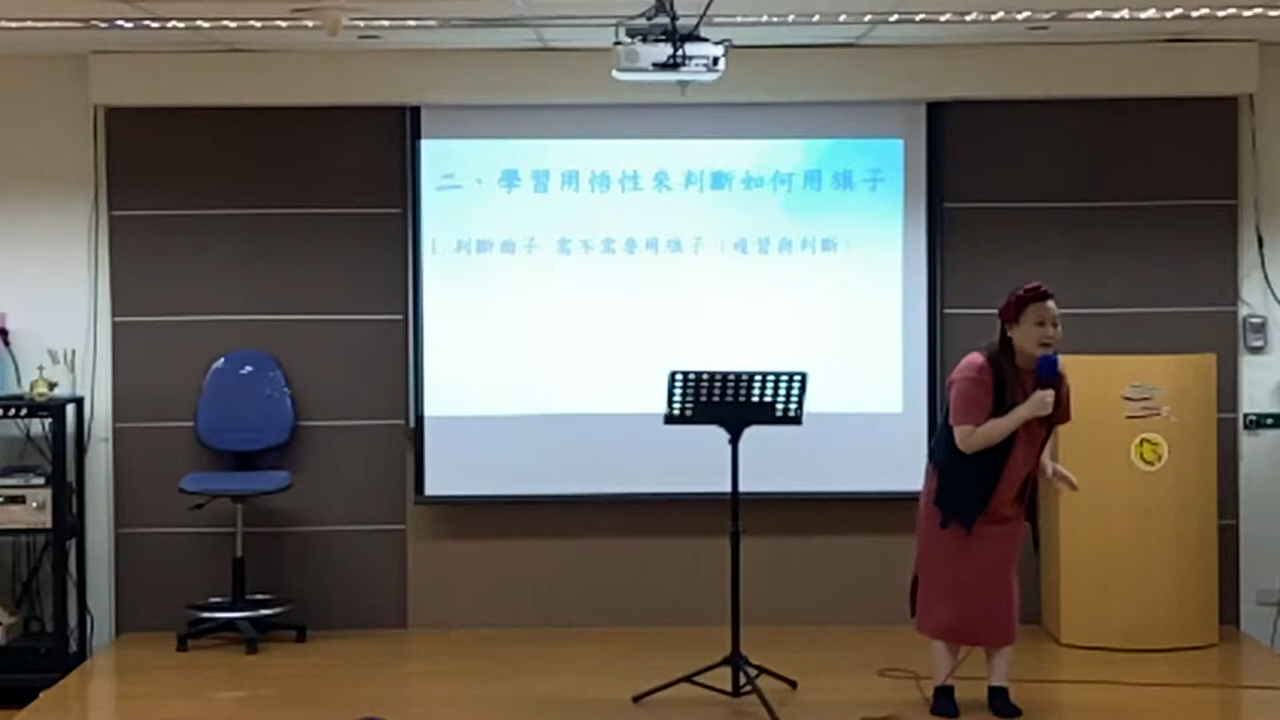 二、學習用悟性來判斷如何用旗子
1. 判斷曲子 需不需要用旗子（複習與判斷）